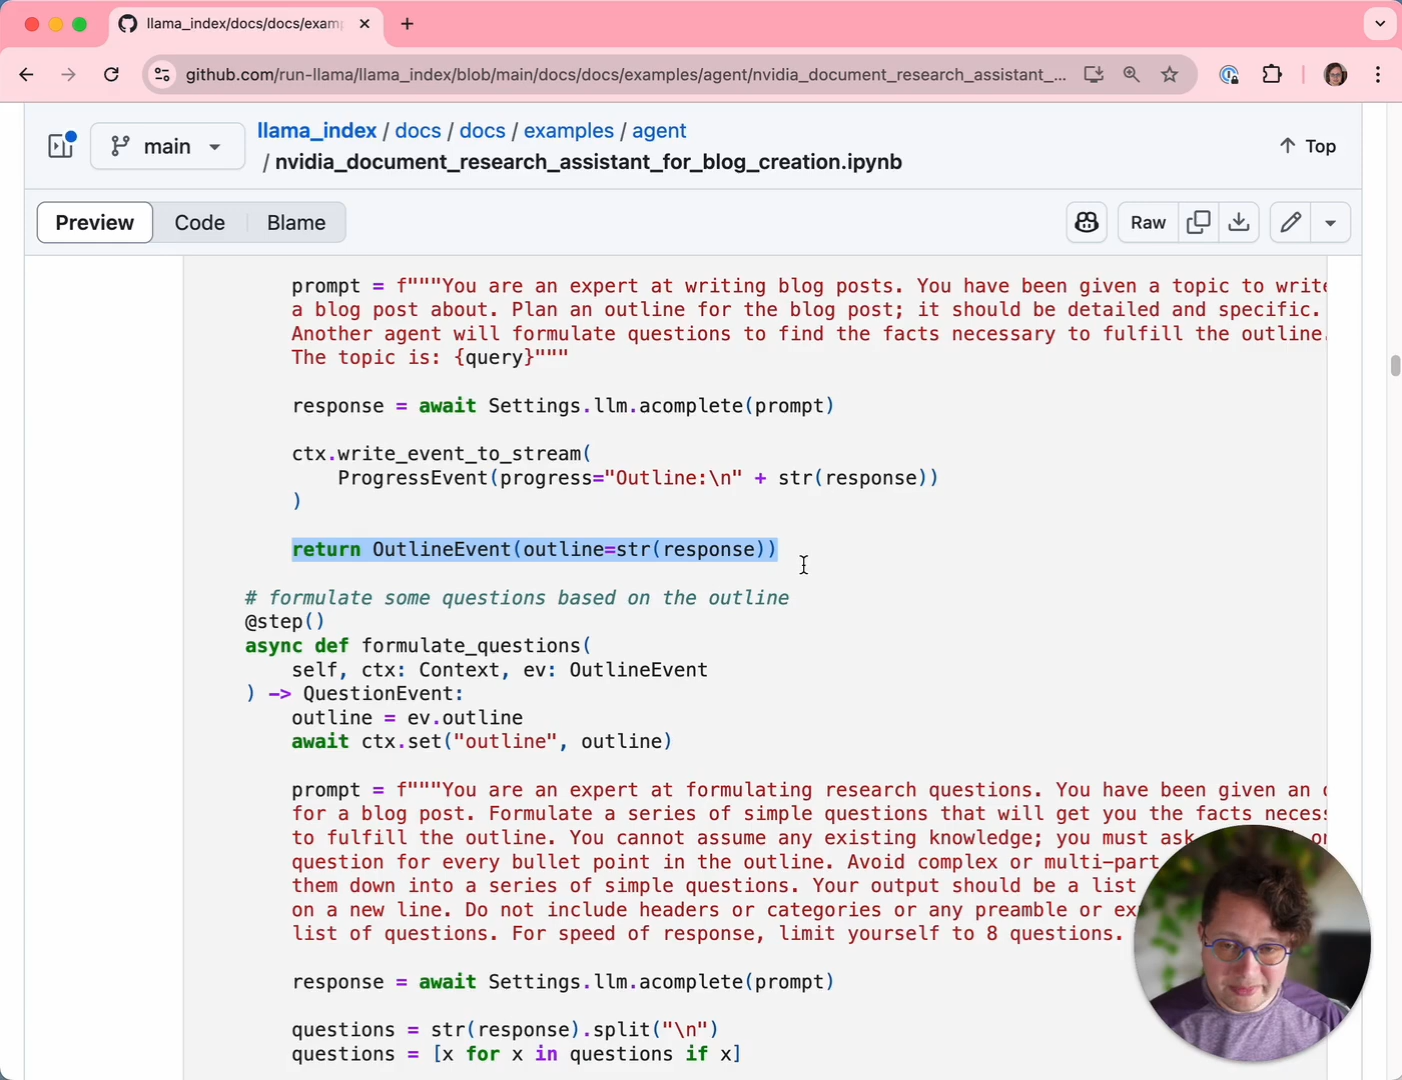 llama_index/docs/docs/exam
github.com/run-llama/llama_index/blob/main/docs/docs/examples/agent/nvidia_document_research_assistant_...
main
llama_index / docs / docs / examples / agent
/ nvidia_document_research_assistant_for_blog_creation.ipynb
Top
Preview Code Blame Raw
prompt = f"""You are an expert at writing blog posts. You have been given a topic to write
a blog post about. Plan an outline for the blog post; it should be detailed and specific.
Another agent will formulate questions to find the facts necessary to fulfill the outline.
The topic is: {query}"""
response = await Settings.llm.acomplete(prompt)
ctx.write_event_to_stream(
ProgressEvent(progress="Outline:\n" + str(response))
)
return OutlineEvent(outline=str(response))
# formulate some questions based on the outline
@step()
async def formulate_questions(
self, ctx: Context, ev: OutlineEvent
) -> QuestionEvent:
outline = ev.outline
await ctx.set("outline", outline)
prompt = f"""You are an expert at formulating research questions. You have been given an
for a blog post. Formulate a series of simple questions that will get you the facts
to fulfill the outline. You cannot assume any existing knowledge; you must ask
question for every bullet point in the outline. Avoid complex or multi-part
them down into a series of simple questions. Your output should be a list
on a new line. Do not include headers or categories or any preamble or
list of questions. For speed of response, limit yourself to 8 questions.
response = await Settings.llm.acomplete(prompt)
questions = str(response).split("\n")
questions = [x for x in questions if x]